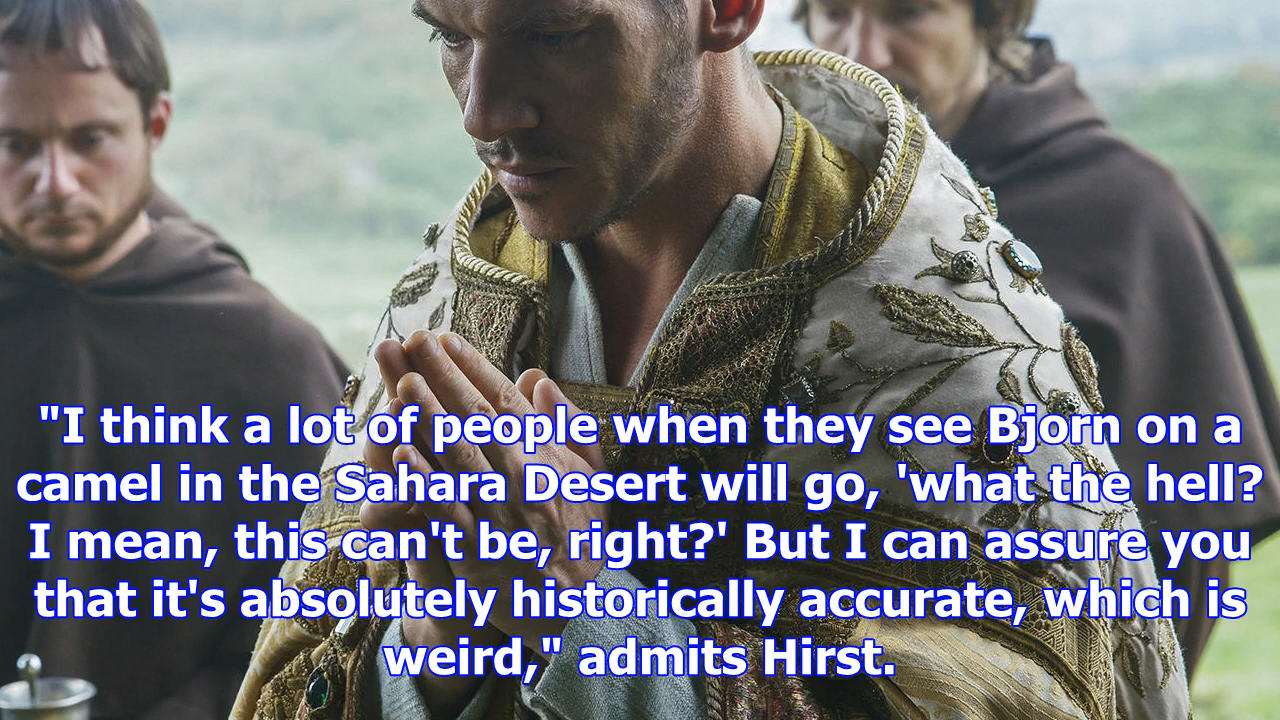 "I think a lot of people when they see Bjorn on a
camel in the Sahara Desert will go, 'what the hell?
I mean, this can't be, right?' But I can assure you
that it's absolutely historically accurate, which is
weird," admits Hirst.